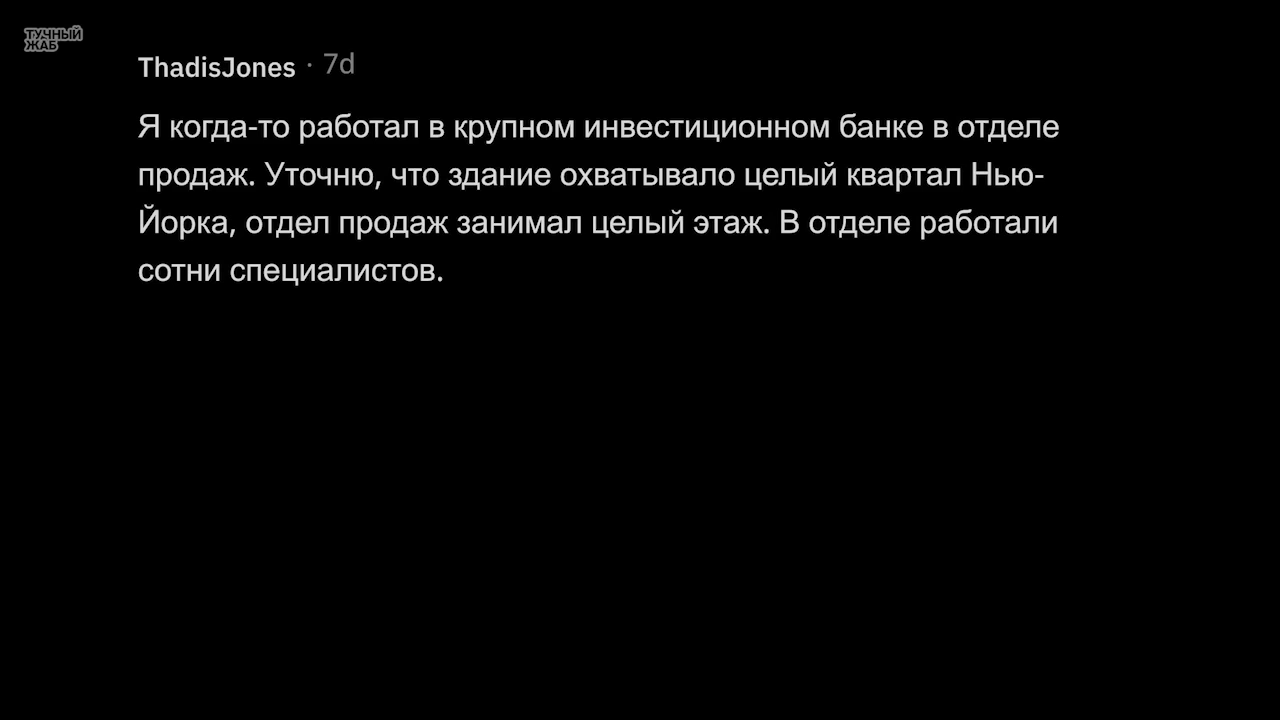 ТУЧНЫЙ
ЖАБ
ThadisJones · 7d
Я когда-то работал в крупном инвестиционном банке в отделе
продаж. Уточню, что здание охватывало целый квартал Нью-
Йорка, отдел продаж занимал целый этаж. В отделе работали
сотни специалистов.